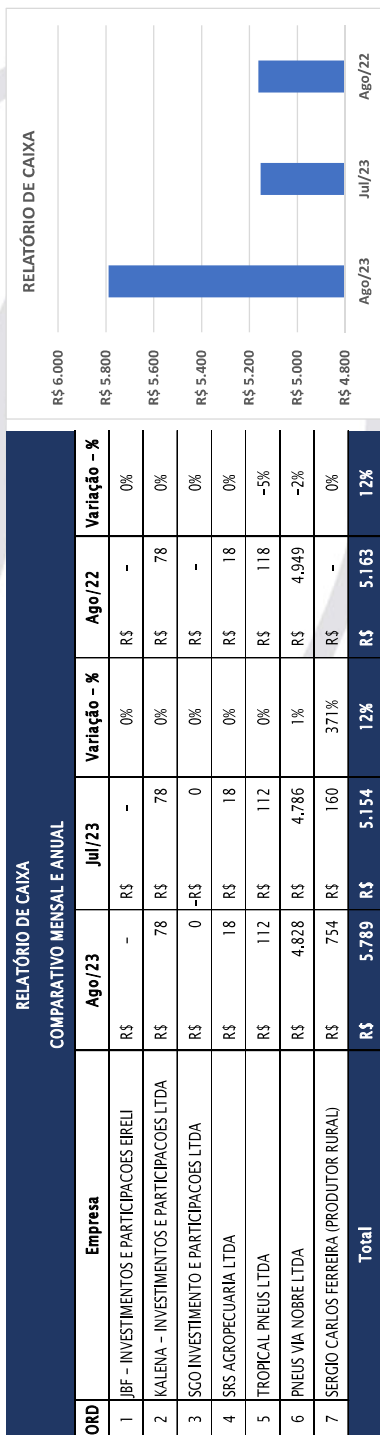 RELATÓRIO DE CAIXA
COMPARATIVO MENSAL E ANUAL
ORD Empresa Ago/23 Jul/23 Variação - % Ago/22 Variação - %
1 JBF - INVESTIMENTOS E PARTICIPACOES EIRELI R$ - R$ - 0% R$ - 0%
2 KALENA - INVESTIMENTOS E PARTICIPACOES LTDA R$ 78 R$ 78 0% R$ 78 0%
3 SGO INVESTIMENTO E PARTICIPACOES LTDA R$ 0 -R$ 0 0% R$ - 0%
4 SRS AGROPECUARIA LTDA R$ 18 R$ 18 0% R$ 18 0%
5 TROPICAL PNEUS LTDA R$ 112 R$ 112 0% R$ 118 -5%
6 PNEUS VIA NOBRE LTDA R$ 4.828 R$ 4.786 1% R$ 4.949 -2%
7 SERGIO CARLOS FERREIRA (PRODUTOR RURAL) R$ 754 R$ 160 371% R$ - 0%
Total R$ 5.789 R$ 5.154 12% R$ 5.163 12%
RELATÓRIO DE CAIXA
R$ 6.000
R$ 5.800
R$ 5.600
R$ 5.400
R$ 5.200
R$ 5.000
R$ 4.800
Ago/23 Jul/23 Ago/22